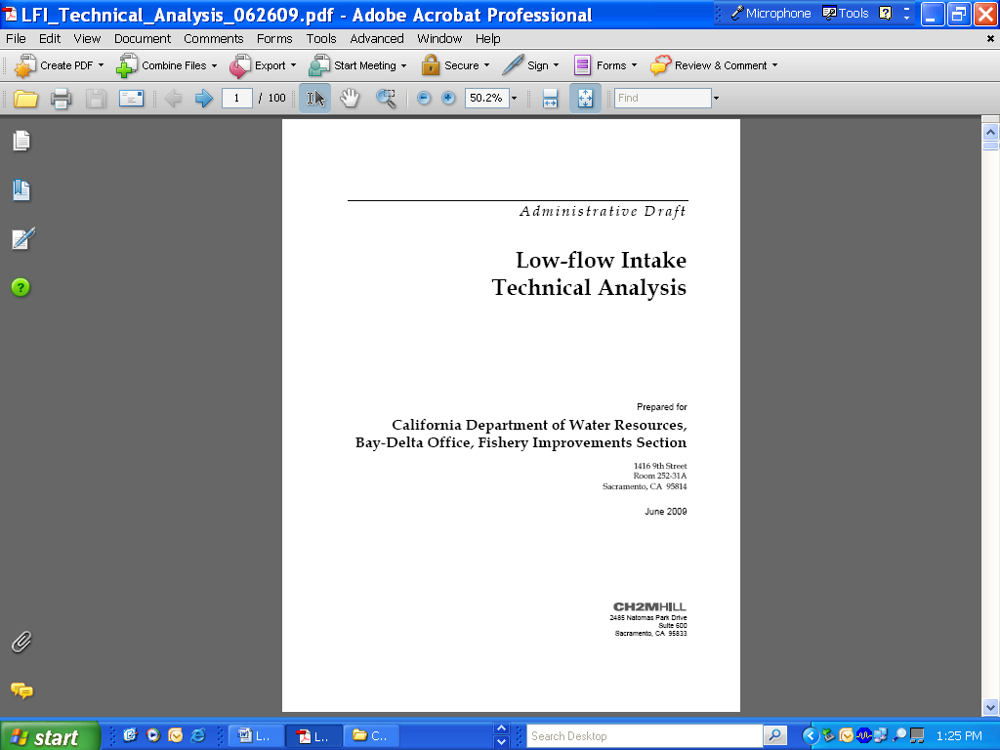 LFI_Technical_Analysis_062609.pdf - Adobe Acrobat Professional
Microphone Tools
File Edit View Document Comments Forms Tools Advanced Window Help
Create PDF Combine Files Export Start Meeting Secure Sign Forms Review & Comment
1 / 100 50.2% Find
Administrative Draft
Low-flow Intake
Technical Analysis
Prepared for
California Department of Water Resources,
Bay-Delta Office, Fishery Improvements Section
1416 9th Street
Room 252-31A
Sacramento, CA 95814
June 2009
CH2MHILL
2485 Natomas Park Drive
Suite 600
Sacramento, CA 95833
start L.. L.. C.. Search Desktop 1:25 PM